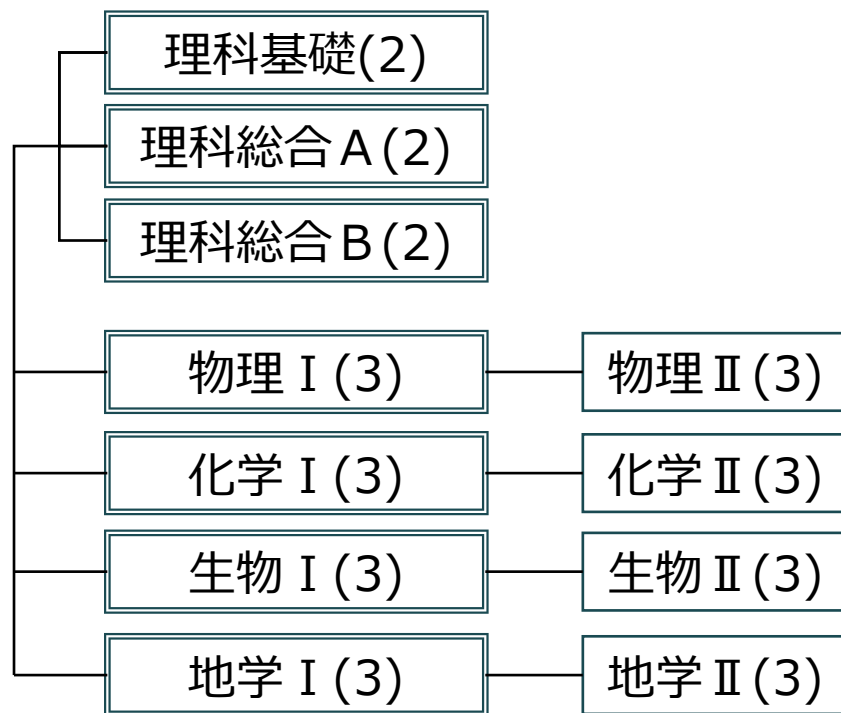 理科基礎(2)
理科総合A(2)
理科総合B(2)
物理Ⅰ(3)
物理Ⅱ(3)
化学Ⅰ(3)
化学Ⅱ(3)
生物Ⅰ(3)
生物Ⅱ(3)
地学Ⅰ(3)
地学Ⅱ(3)